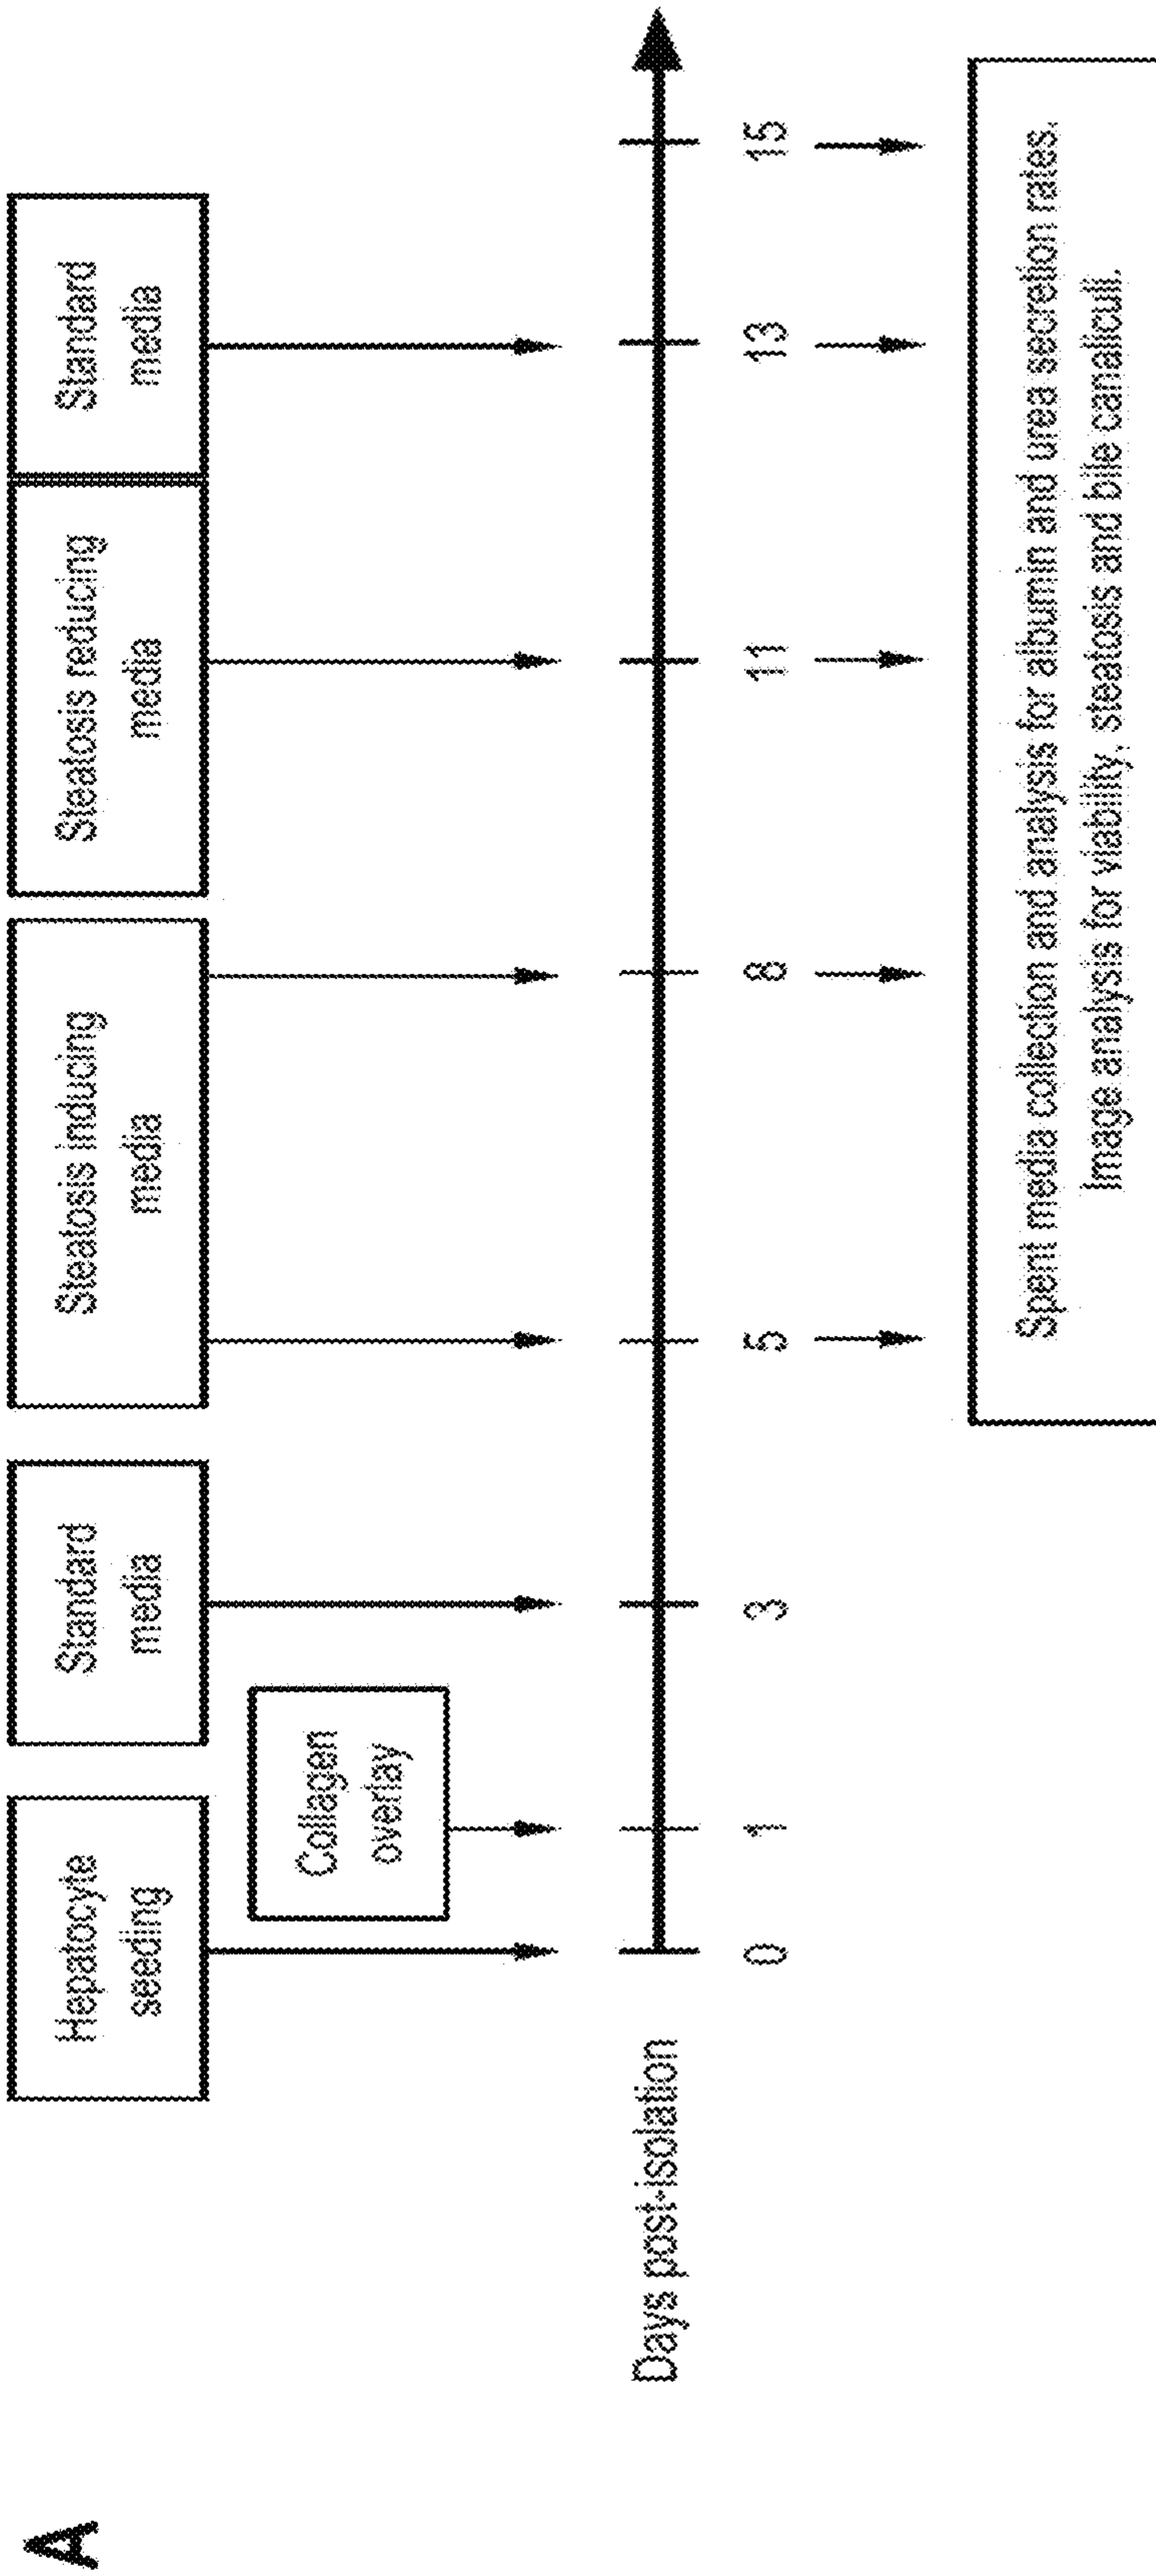 A
Hepatocyte
seeding
Standard
media
Steatosis inducing
media
Steatosis reducing
media
Standard
media
Collagen
overlay
Days post-isolation
0
1
3
5
8
11
13
15
Spent media collection and analysis for albumin and urea secretion rates.
Image analysis for viability, steatosis and bile canaliculi.